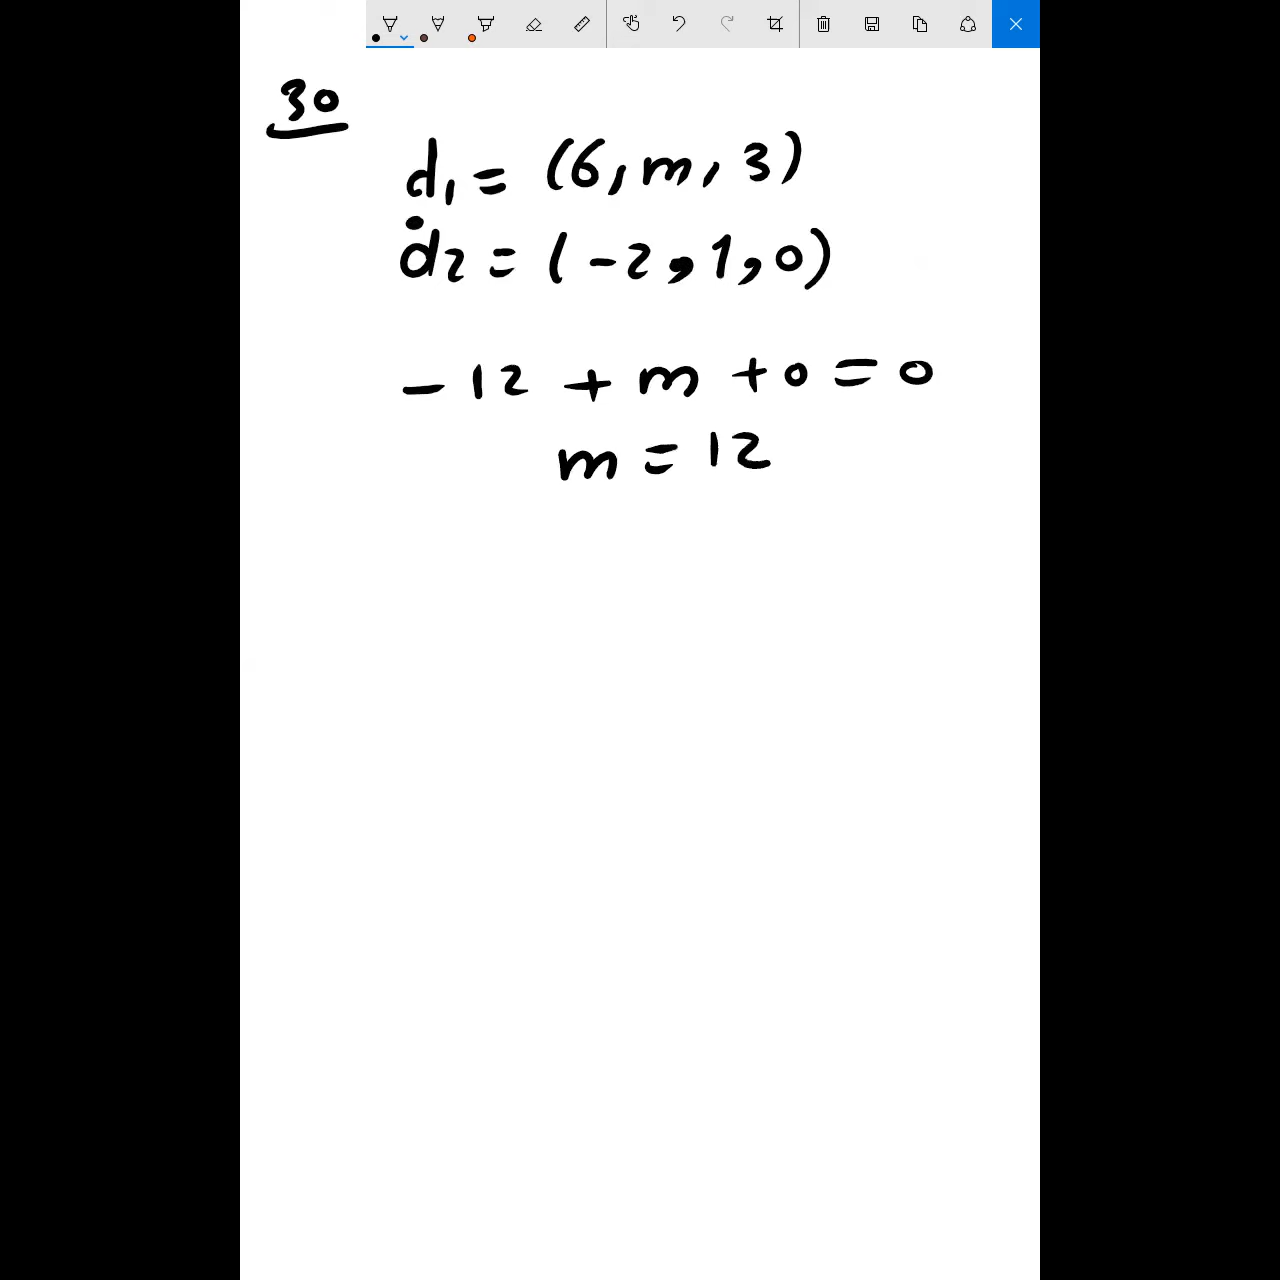 30
d1 = (6, m, 3)
d2 = (-2, 1, 0)
- 12 + m + 0 = 0
m = 12